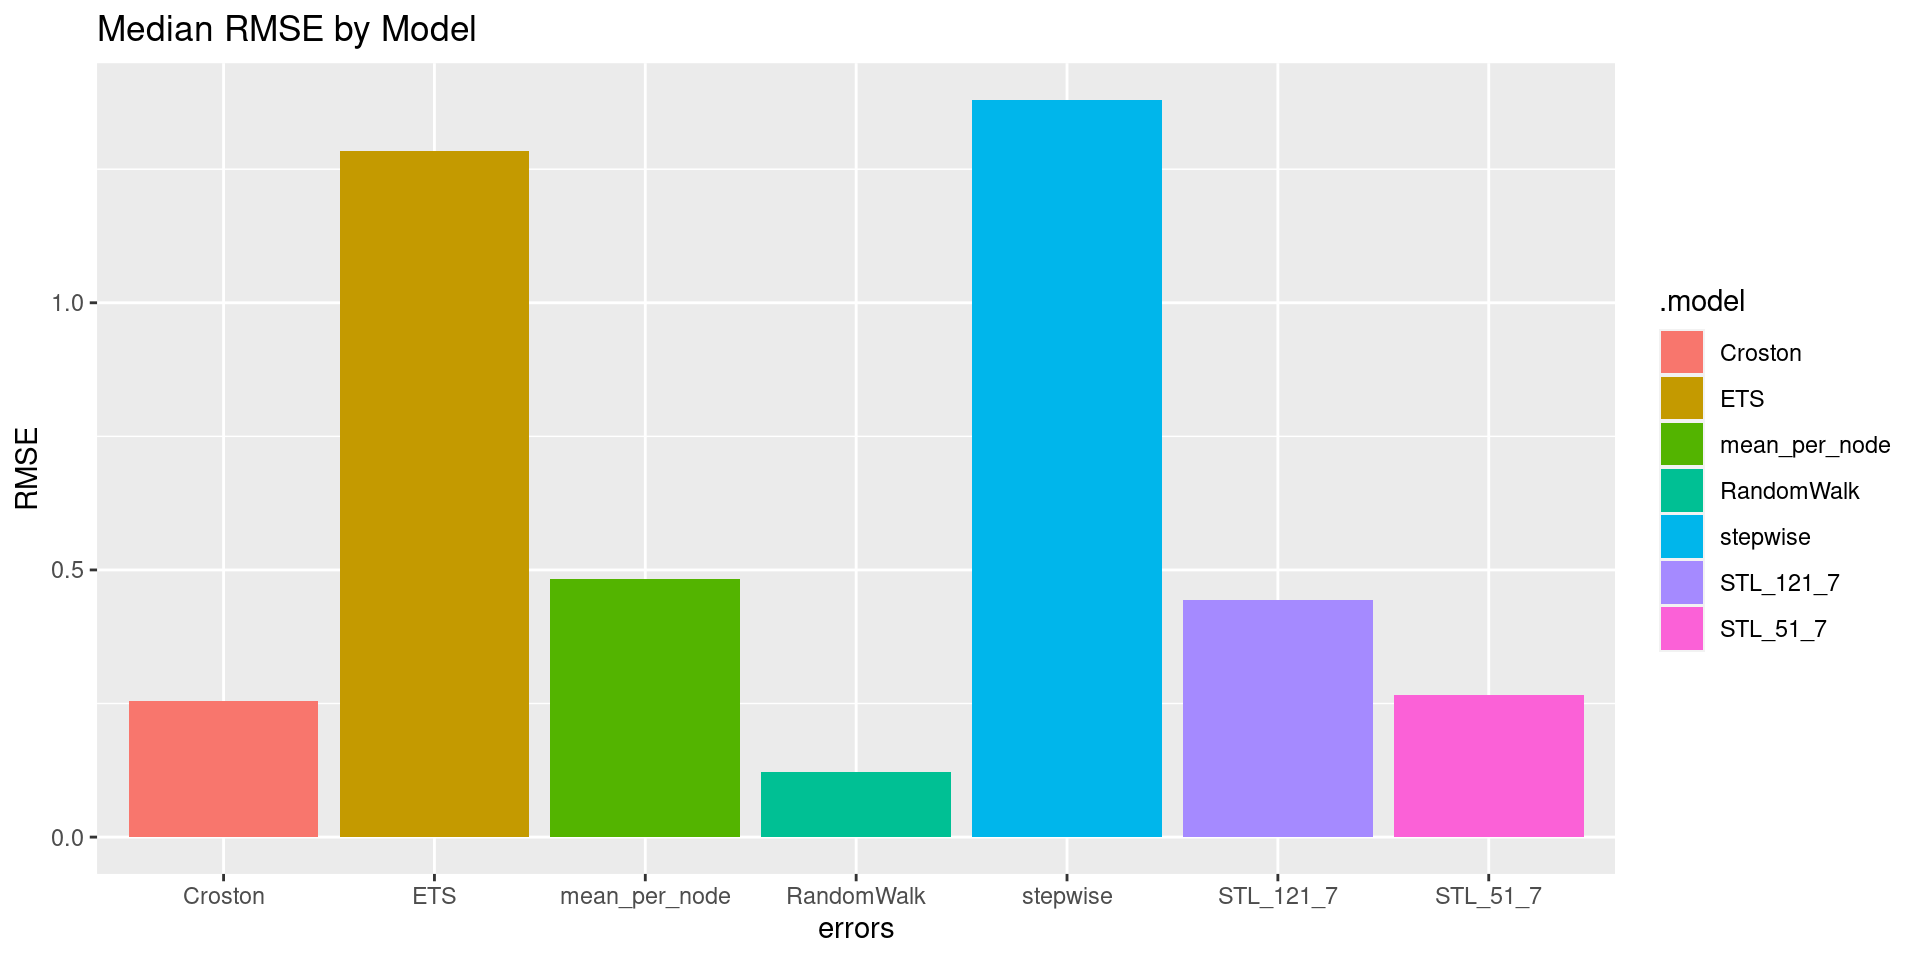 Median RMSE by Model
RMSE
1.0
0.5
0.0
Croston
ETS
mean_per_node
RandomWalk
stepwise
STL_121_7
STL_51_7
errors
.model
Croston
ETS
mean_per_node
RandomWalk
stepwise
STL_121_7
STL_51_7